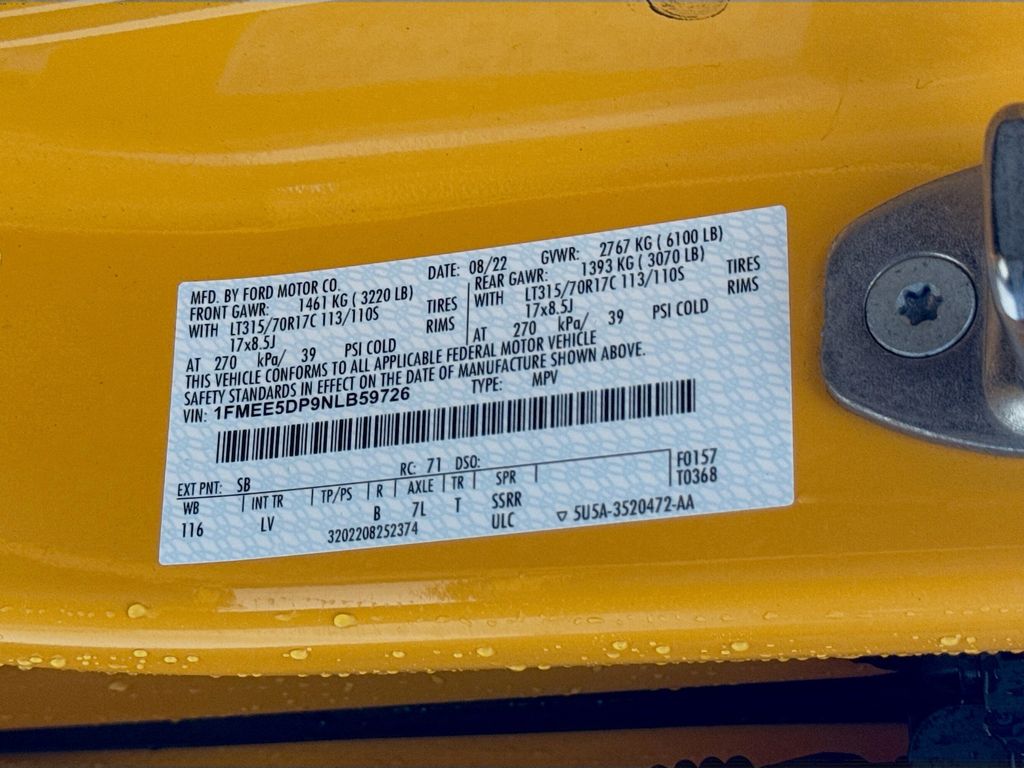 MFD. BY FORD MOTOR CO. DATE: 08/22 GVWR: 2767 KG ( 6100 LB)
FRONT GAWR: 1461 KG ( 3220 LB) REAR GAWR: 1393 KG ( 3070 LB)
WITH LT315/70R17C 113/110S TIRES WITH LT315/70R17C 113/110S TIRES
17x8.5J RIMS 17x8.5J RIMS
AT 270 kPa/ 39 PSI COLD AT 270 kPa/ 39 PSI COLD
THIS VEHICLE CONFORMS TO ALL APPLICABLE FEDERAL MOTOR VEHICLE
SAFETY STANDARDS IN EFFECT ON THE DATE OF MANUFACTURE SHOWN ABOVE.
VIN: 1FMEE5DP9NLB59726 TYPE: MPV
EXT PNT: SB RC: 71 DSO: F0157
WB INT TR TP/PS R AXLE TR SPR T0368
116 LV B 7L T SSRR
3202208252374 ULC ▽ 5U5A-3520472-AA